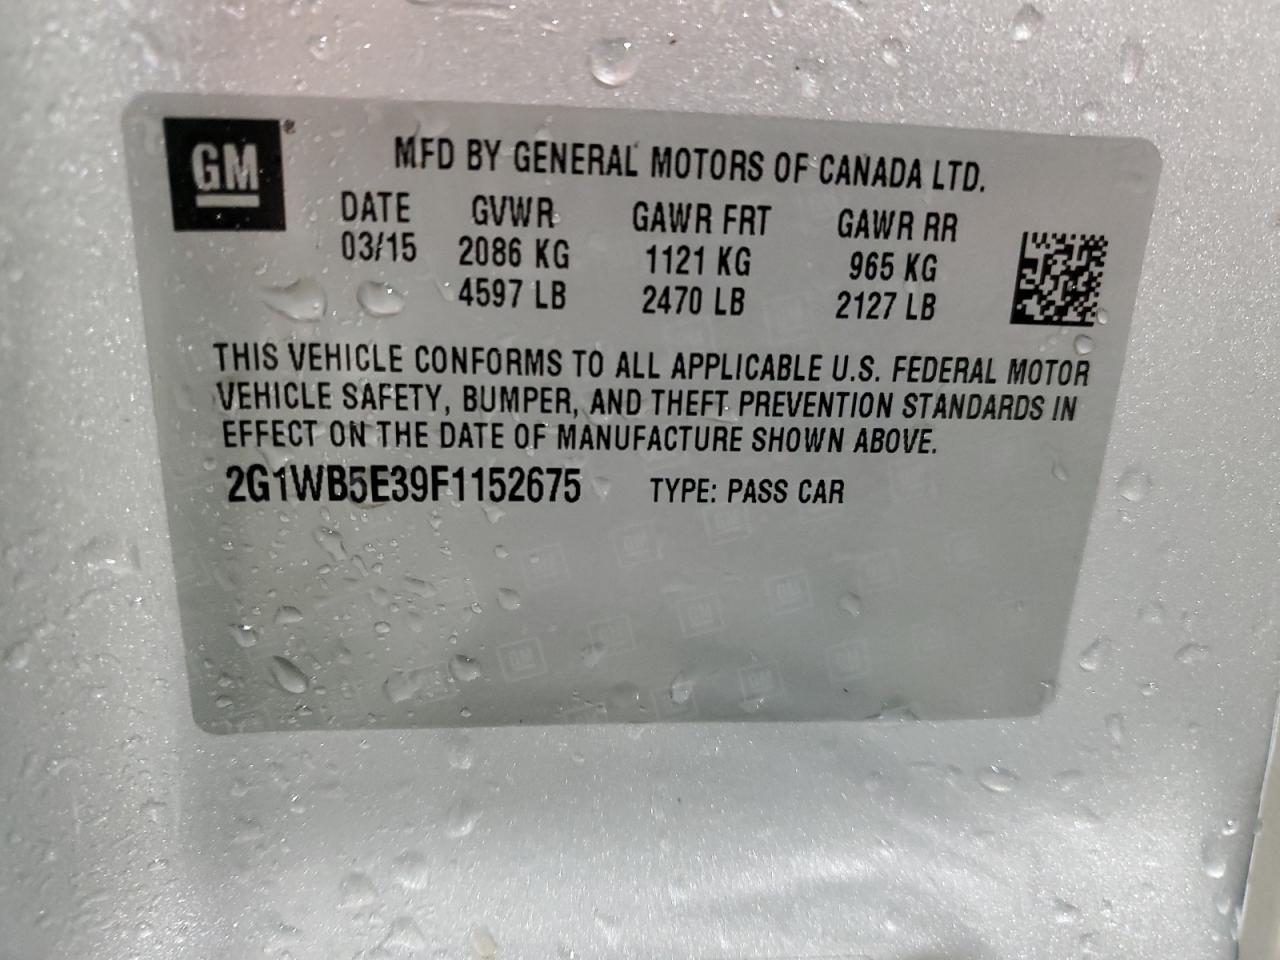 GM
MFD BY GENERAL MOTORS OF CANADA LTD.
DATE GVWR GAWR FRT GAWR RR
03/15 2086 KG 1121 KG 965 KG
4597 LB 2470 LB 2127 LB
THIS VEHICLE CONFORMS TO ALL APPLICABLE U.S. FEDERAL MOTOR
VEHICLE SAFETY, BUMPER, AND THEFT PREVENTION STANDARDS IN
EFFECT ON THE DATE OF MANUFACTURE SHOWN ABOVE.
2G1WB5E39F1152675 TYPE: PASS CAR